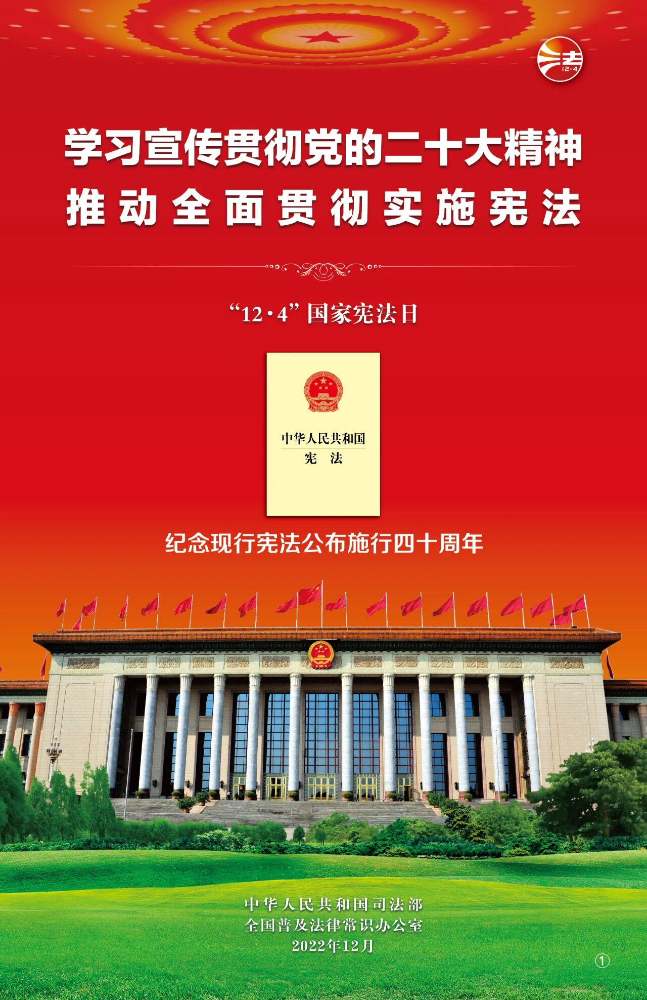 法
12·4
学习宣传贯彻党的二十大精神
推动全面贯彻实施宪法
“12·4”国家宪法日
中华人民共和国
宪法
纪念现行宪法公布施行四十周年
中华人民共和国司法部
全国普及法律常识办公室
2022年12月
①